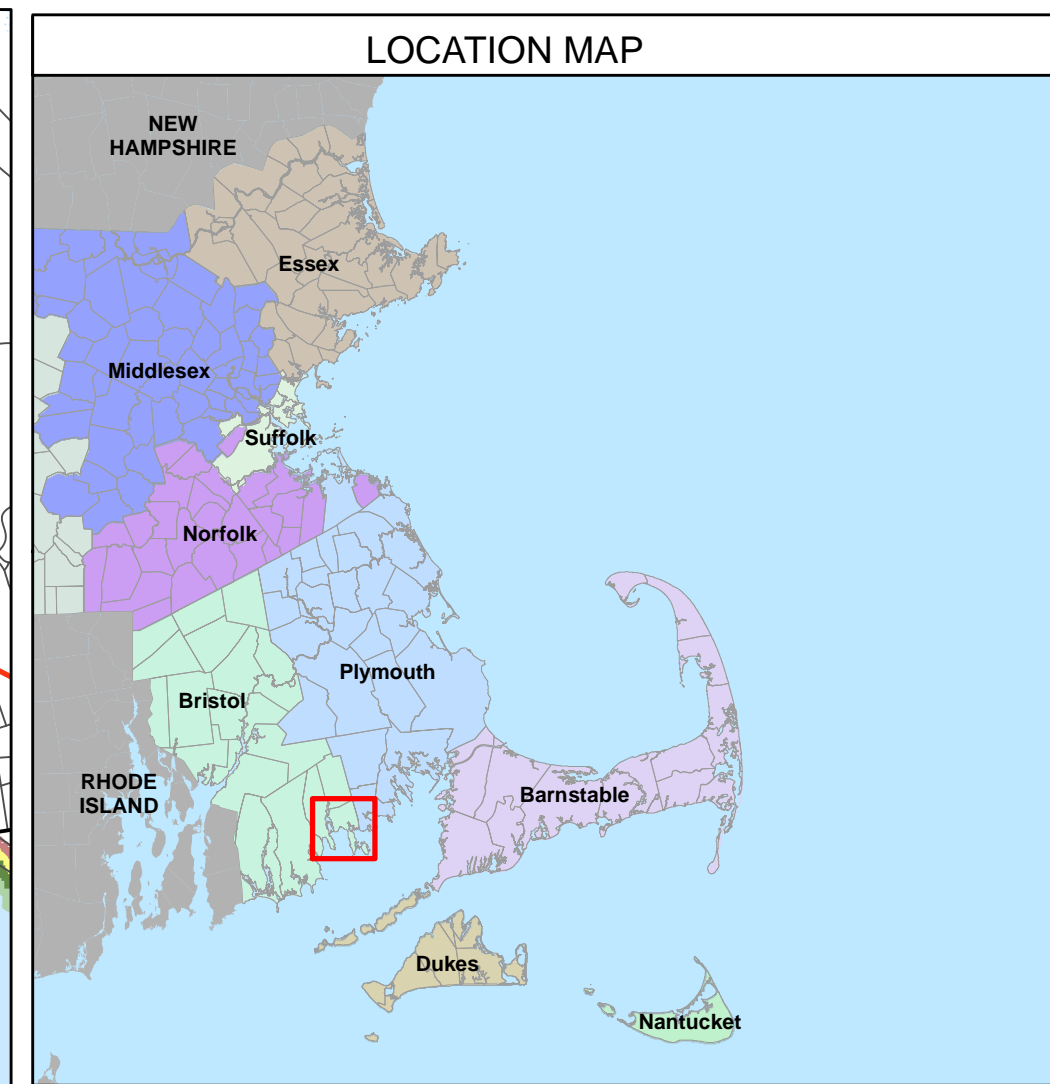 LOCATION MAP
NEW
HAMPSHIRE
Essex
Middlesex
Suffolk
Norfolk
Plymouth
Bristol
RHODE
ISLAND
Barnstable
Dukes
Nantucket